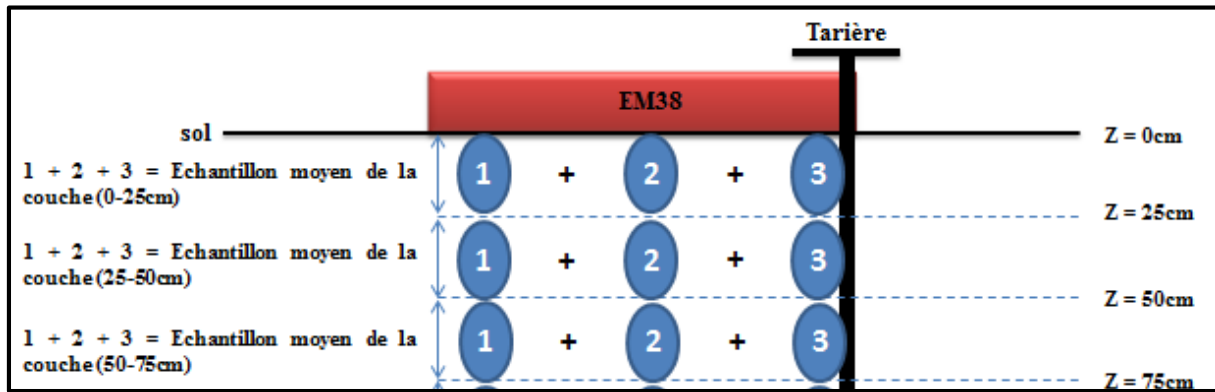 Tarière
EM38
sol
Z = 0cm
1 + 2 + 3 = Echantillon moyen de la
couche (0-25cm)
1 + 2 + 3
Z = 25cm
1 + 2 + 3 = Echantillon moyen de la
couche (25-50cm)
1 + 2 + 3
Z = 50cm
1 + 2 + 3 = Echantillon moyen de la
couche (50-75cm)
1 + 2 + 3
Z = 75cm